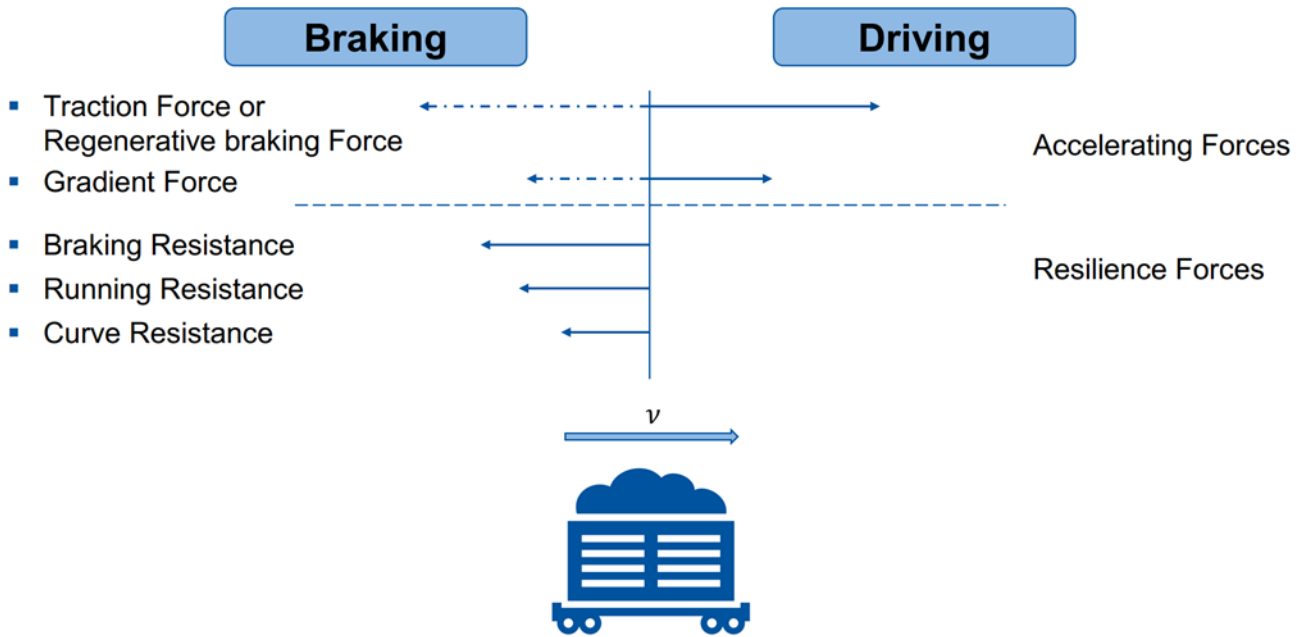 Braking
Driving
▪ Traction Force or
Regenerative braking Force
Accelerating Forces
▪ Gradient Force
▪ Braking Resistance
Resilience Forces
▪ Running Resistance
▪ Curve Resistance
ν